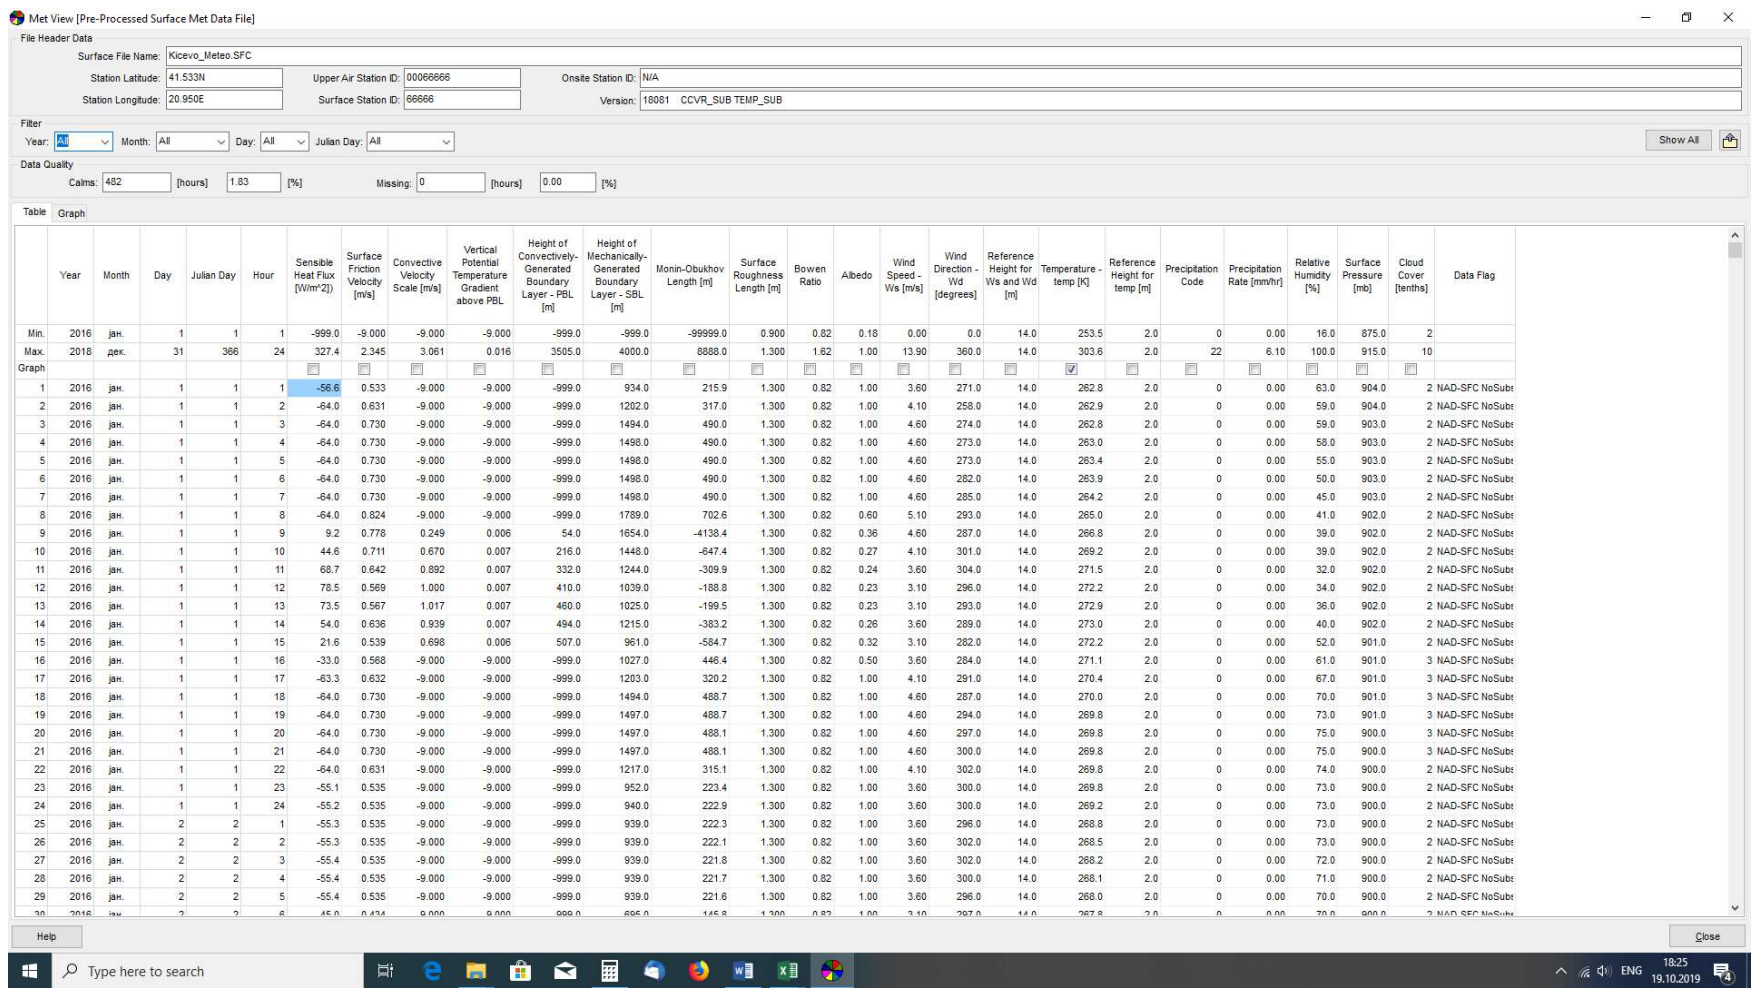 Met View [Pre-Processed Surface Met Data File]
File Header Data
Surface File Name: Kicevo_Meteo.SFC
Station Latitude: 41.533N Upper Air Station ID: 00066666 Onsite Station ID: N/A
Station Longitude: 20.950E Surface Station ID: 66666 Version: 18081 CCVR_SUB TEMP_SUB
Filter
Year: All Month: All Day: All Julian Day: All Show All
Data Quality
Calms: 482 [hours] 1.83 [%] Missing: 0 [hours] 0.00 [%]
Table Graph
Year Month Day Julian Day Hour Sensible Heat Flux [W/m^2]) Surface Friction Velocity [m/s] Convective Velocity Scale [m/s] Vertical Potential Temperature Gradient above PBL Height of Convectively-Generated Boundary Layer - PBL [m] Height of Mechanically-Generated Boundary Layer - SBL [m] Monin-Obukhov Length [m] Surface Roughness Length [m] Bowen Ratio Albedo Wind Speed - Ws [m/s] Wind Direction - Wd [degrees] Reference Height for Ws and Wd [m] Temperature - temp [K] Reference Height for temp [m] Precipitation Code Precipitation Rate [mm/hr] Relative Humidity [%] Surface Pressure [mb] Cloud Cover [tenths] Data Flag
Min. 2016 јан. 1 1 1 -999.0 -9.000 -9.000 -9.000 -999.0 -999.0 -99999.0 0.900 0.82 0.18 0.00 0.0 14.0 253.5 2.0 0 0.00 16.0 875.0 2
Max. 2018 дек. 31 366 24 327.4 2.345 3.061 0.016 3505.0 4000.0 8888.0 1.300 1.62 1.00 13.90 360.0 14.0 303.6 2.0 22 6.10 100.0 915.0 10
Graph
1 2016 јан. 1 1 1 -56.6 0.533 -9.000 -9.000 -999.0 934.0 215.9 1.300 0.82 1.00 3.60 271.0 14.0 262.8 2.0 0 0.00 63.0 904.0 2 NAD-SFC NoSubs
2 2016 јан. 1 1 2 -64.0 0.631 -9.000 -9.000 -999.0 1202.0 317.0 1.300 0.82 1.00 4.10 258.0 14.0 262.9 2.0 0 0.00 59.0 904.0 2 NAD-SFC NoSubs
3 2016 јан. 1 1 3 -64.0 0.730 -9.000 -9.000 -999.0 1494.0 490.0 1.300 0.82 1.00 4.60 274.0 14.0 262.8 2.0 0 0.00 59.0 903.0 2 NAD-SFC NoSubs
4 2016 јан. 1 1 4 -64.0 0.730 -9.000 -9.000 -999.0 1498.0 490.0 1.300 0.82 1.00 4.60 273.0 14.0 263.0 2.0 0 0.00 58.0 903.0 2 NAD-SFC NoSubs
5 2016 јан. 1 1 5 -64.0 0.730 -9.000 -9.000 -999.0 1498.0 490.0 1.300 0.82 1.00 4.60 273.0 14.0 263.4 2.0 0 0.00 55.0 903.0 2 NAD-SFC NoSubs
6 2016 јан. 1 1 6 -64.0 0.730 -9.000 -9.000 -999.0 1498.0 490.0 1.300 0.82 1.00 4.60 282.0 14.0 263.9 2.0 0 0.00 50.0 903.0 2 NAD-SFC NoSubs
7 2016 јан. 1 1 7 -64.0 0.730 -9.000 -9.000 -999.0 1498.0 490.0 1.300 0.82 1.00 4.60 285.0 14.0 264.2 2.0 0 0.00 45.0 903.0 2 NAD-SFC NoSubs
8 2016 јан. 1 1 8 -64.0 0.824 -9.000 -9.000 -999.0 1789.0 702.6 1.300 0.82 0.60 5.10 293.0 14.0 265.0 2.0 0 0.00 41.0 902.0 2 NAD-SFC NoSubs
9 2016 јан. 1 1 9 9.2 0.778 0.249 0.006 54.0 1654.0 -4138.4 1.300 0.82 0.36 4.60 287.0 14.0 266.8 2.0 0 0.00 39.0 902.0 2 NAD-SFC NoSubs
10 2016 јан. 1 1 10 44.6 0.711 0.670 0.007 216.0 1448.0 -647.4 1.300 0.82 0.27 4.10 301.0 14.0 269.2 2.0 0 0.00 39.0 902.0 2 NAD-SFC NoSubs
11 2016 јан. 1 1 11 68.7 0.642 0.892 0.007 332.0 1244.0 -309.9 1.300 0.82 0.24 3.60 304.0 14.0 271.5 2.0 0 0.00 32.0 902.0 2 NAD-SFC NoSubs
12 2016 јан. 1 1 12 78.5 0.569 1.000 0.007 410.0 1039.0 -188.8 1.300 0.82 0.23 3.10 296.0 14.0 272.2 2.0 0 0.00 34.0 902.0 2 NAD-SFC NoSubs
13 2016 јан. 1 1 13 73.5 0.567 1.017 0.007 460.0 1025.0 -199.5 1.300 0.82 0.23 3.10 293.0 14.0 272.9 2.0 0 0.00 36.0 902.0 2 NAD-SFC NoSubs
14 2016 јан. 1 1 14 54.0 0.636 0.939 0.007 494.0 1215.0 -383.2 1.300 0.82 0.26 3.60 289.0 14.0 273.0 2.0 0 0.00 40.0 902.0 2 NAD-SFC NoSubs
15 2016 јан. 1 1 15 21.6 0.539 0.698 0.006 507.0 961.0 -584.7 1.300 0.82 0.32 3.10 282.0 14.0 272.2 2.0 0 0.00 52.0 901.0 2 NAD-SFC NoSubs
16 2016 јан. 1 1 16 -33.0 0.568 -9.000 -9.000 -999.0 1027.0 446.4 1.300 0.82 0.50 3.60 284.0 14.0 271.1 2.0 0 0.00 61.0 901.0 3 NAD-SFC NoSubs
17 2016 јан. 1 1 17 -63.3 0.632 -9.000 -9.000 -999.0 1203.0 320.2 1.300 0.82 1.00 4.10 291.0 14.0 270.4 2.0 0 0.00 67.0 901.0 3 NAD-SFC NoSubs
18 2016 јан. 1 1 18 -64.0 0.730 -9.000 -9.000 -999.0 1494.0 488.7 1.300 0.82 1.00 4.60 287.0 14.0 270.0 2.0 0 0.00 70.0 901.0 3 NAD-SFC NoSubs
19 2016 јан. 1 1 19 -64.0 0.730 -9.000 -9.000 -999.0 1497.0 488.7 1.300 0.82 1.00 4.60 294.0 14.0 269.8 2.0 0 0.00 73.0 901.0 3 NAD-SFC NoSubs
20 2016 јан. 1 1 20 -64.0 0.730 -9.000 -9.000 -999.0 1497.0 488.1 1.300 0.82 1.00 4.60 297.0 14.0 269.8 2.0 0 0.00 75.0 900.0 3 NAD-SFC NoSubs
21 2016 јан. 1 1 21 -64.0 0.730 -9.000 -9.000 -999.0 1497.0 488.1 1.300 0.82 1.00 4.60 300.0 14.0 269.8 2.0 0 0.00 75.0 900.0 3 NAD-SFC NoSubs
22 2016 јан. 1 1 22 -64.0 0.631 -9.000 -9.000 -999.0 1217.0 315.1 1.300 0.82 1.00 4.10 302.0 14.0 269.8 2.0 0 0.00 74.0 900.0 3 NAD-SFC NoSubs
23 2016 јан. 1 1 23 -55.1 0.535 -9.000 -9.000 -999.0 952.0 223.4 1.300 0.82 1.00 3.60 300.0 14.0 269.8 2.0 0 0.00 73.0 900.0 2 NAD-SFC NoSubs
24 2016 јан. 1 1 24 -55.2 0.535 -9.000 -9.000 -999.0 940.0 222.9 1.300 0.82 1.00 3.60 300.0 14.0 269.2 2.0 0 0.00 73.0 900.0 2 NAD-SFC NoSubs
25 2016 јан. 2 2 1 -55.3 0.535 -9.000 -9.000 -999.0 939.0 222.3 1.300 0.82 1.00 3.60 296.0 14.0 268.8 2.0 0 0.00 73.0 900.0 2 NAD-SFC NoSubs
26 2016 јан. 2 2 2 -55.3 0.535 -9.000 -9.000 -999.0 939.0 222.1 1.300 0.82 1.00 3.60 302.0 14.0 268.5 2.0 0 0.00 73.0 900.0 2 NAD-SFC NoSubs
27 2016 јан. 2 2 3 -55.4 0.535 -9.000 -9.000 -999.0 939.0 221.8 1.300 0.82 1.00 3.60 302.0 14.0 268.2 2.0 0 0.00 72.0 900.0 2 NAD-SFC NoSubs
28 2016 јан. 2 2 4 -55.4 0.535 -9.000 -9.000 -999.0 939.0 221.7 1.300 0.82 1.00 3.60 300.0 14.0 268.1 2.0 0 0.00 71.0 900.0 2 NAD-SFC NoSubs
29 2016 јан. 2 2 5 -55.4 0.535 -9.000 -9.000 -999.0 939.0 221.6 1.300 0.82 1.00 3.60 296.0 14.0 268.0 2.0 0 0.00 70.0 900.0 2 NAD-SFC NoSubs
30 2016 јан. 2 2 6 -45.0 0.434 -9.000 -9.000 -999.0 695.0 145.8 1.300 0.82 1.00 3.10 297.0 14.0 267.8 2.0 0 0.00 70.0 900.0 2 NAD-SFC NoSubs
Help Close
Type here to search ENG 18:25
19.10.2019 4